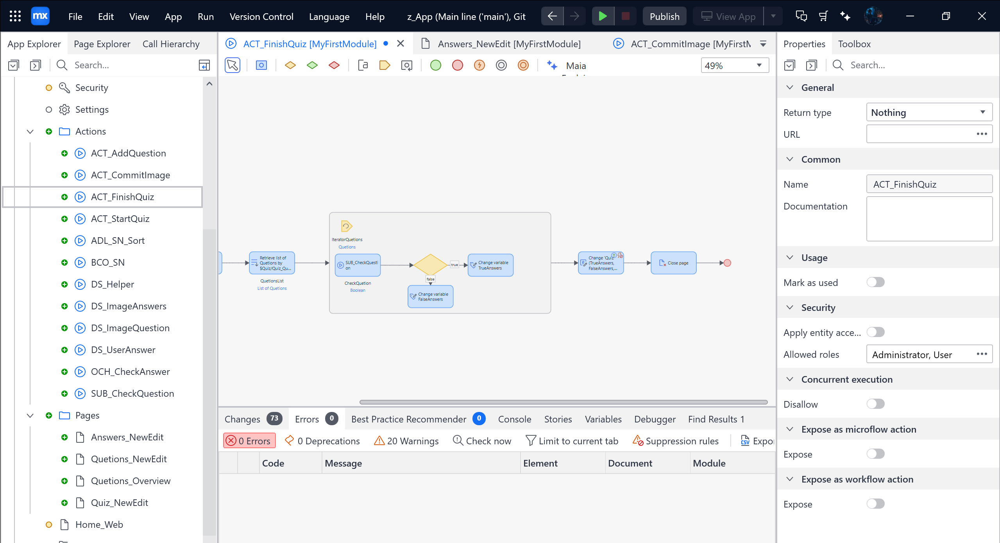 mx File Edit View App Run Version Control Language Help z_App (Main line ('main'), Git Publish View App
App Explorer Page Explorer Call Hierarchy
Search...
Security
Settings
Actions
ACT_AddQuestion
ACT_CommitImage
ACT_FinishQuiz
ACT_StartQuiz
ADL_SN_Sort
BCO_SN
DS_Helper
DS_ImageAnswers
DS_ImageQuestion
DS_UserAnswer
OCH_CheckAnswer
SUB_CheckQuestion
Pages
Answers_NewEdit
Quetions_NewEdit
Quetions_Overview
Quiz_NewEdit
Home_Web
ACT_FinishQuiz [MyFirstModule] Answers_NewEdit [MyFirstModule] ACT_CommitImage [MyFirstM
a Maia 49%
Retrieve list of
Quetions by
$Quiz/Quiz_Qu...
QuetionsList
List of Quetions
IteratorQuetions
Quetions
SUB_CheckQuesti
on
CheckQuetion
Boolean
true
false
Change variable
TrueAnswers
Change variable
FalseAnswers
Change 'Quiz'
(TrueAnswers,
FalseAnswers,...
Close page
Changes 73 Errors 0 Best Practice Recommender 0 Console Stories Variables Debugger Find Results 1
0 Errors 0 Deprecations 20 Warnings Check now Limit to current tab Suppression rules CSV Expor
Code Message Element Document Module
Properties Toolbox
Search...
General
Return type Nothing
URL
Common
Name ACT_FinishQuiz
Documentation
Usage
Mark as used
Security
Apply entity acce...
Allowed roles Administrator, User
Concurrent execution
Disallow
Expose as microflow action
Expose
Expose as workflow action
Expose